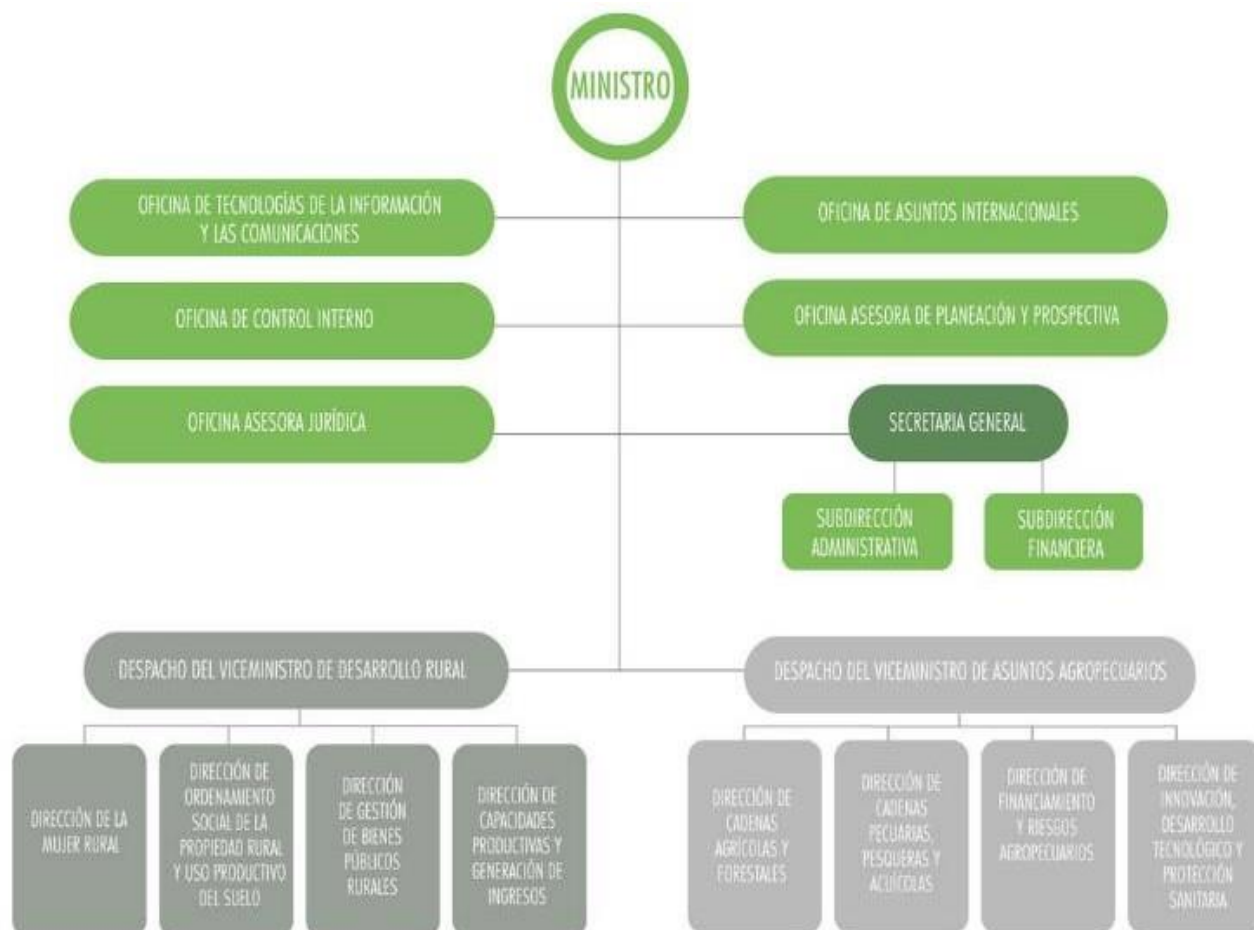 MINISTRO
OFICINA DE TECNOLOGÍAS DE LA INFORMACIÓN
Y LAS COMUNICACIONES
OFICINA DE ASUNTOS INTERNACIONALES
OFICINA DE CONTROL INTERNO
OFICINA ASESORA DE PLANEACIÓN Y PROSPECTIVA
OFICINA ASESORA JURÍDICA
SECRETARIA GENERAL
SUBDIRECCIÓN
ADMINISTRATIVA
SUBDIRECCIÓN
FINANCIERA
DESPACHO DEL VICEMINISTRO DE DESARROLLO RURAL
DESPACHO DEL VICEMINISTRO DE ASUNTOS AGROPECUARIOS
DIRECCIÓN DE LA
MUJER RURAL
DIRECCIÓN DE
ORDENAMIENTO
SOCIAL DE LA
PROPIEDAD RURAL
Y USO PRODUCTIVO
DEL SUELO
DIRECCIÓN
DE GESTIÓN
DE BIENES
PÚBLICOS
RURALES
DIRECCIÓN DE
CAPACIDADES
PRODUCTIVAS Y
GENERACIÓN DE
INGRESOS
DIRECCIÓN DE
CADENAS
AGRÍCOLAS Y
FORESTALES
DIRECCIÓN DE
CADENAS
PECUARIAS,
PESQUERAS Y
ACUÍCOLAS
DIRECCIÓN DE
FINANCIAMIENTO
Y RIESGOS
AGROPECUARIOS
DIRECCIÓN DE
INNOVACIÓN,
DESARROLLO
TECNOLÓGICO Y
PROTECCIÓN
SANITARIA